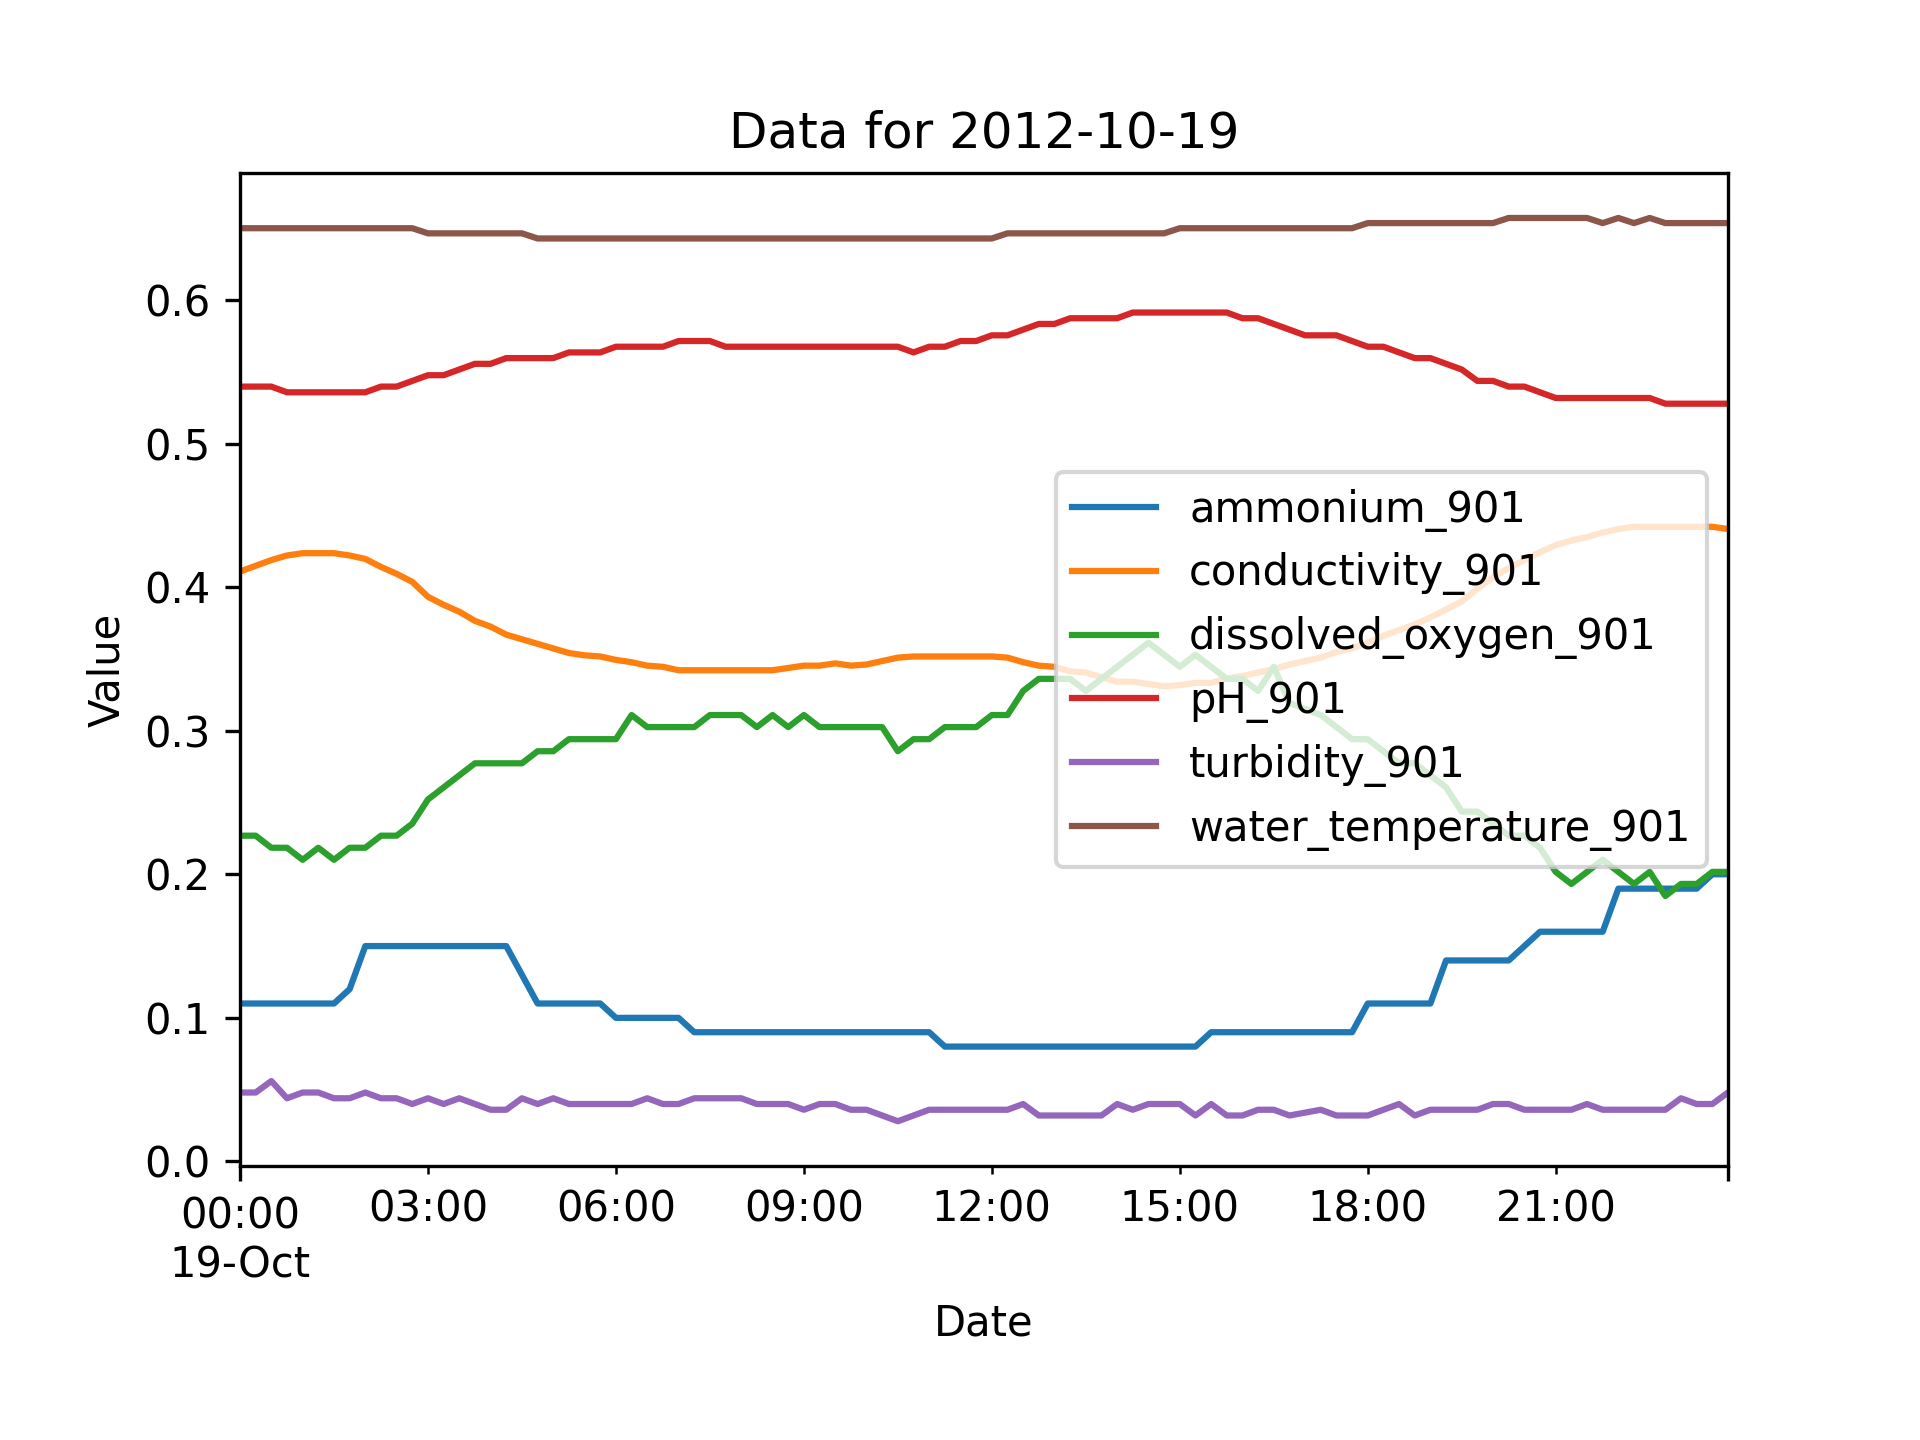 Data for 2012-10-19
Value
0.6
0.5
0.4
0.3
0.2
0.1
0.0
ammonium_901
conductivity_901
dissolved_oxygen_901
pH_901
turbidity_901
water_temperature_901
00:00 03:00 06:00 09:00 12:00 15:00 18:00 21:00
19-Oct
Date